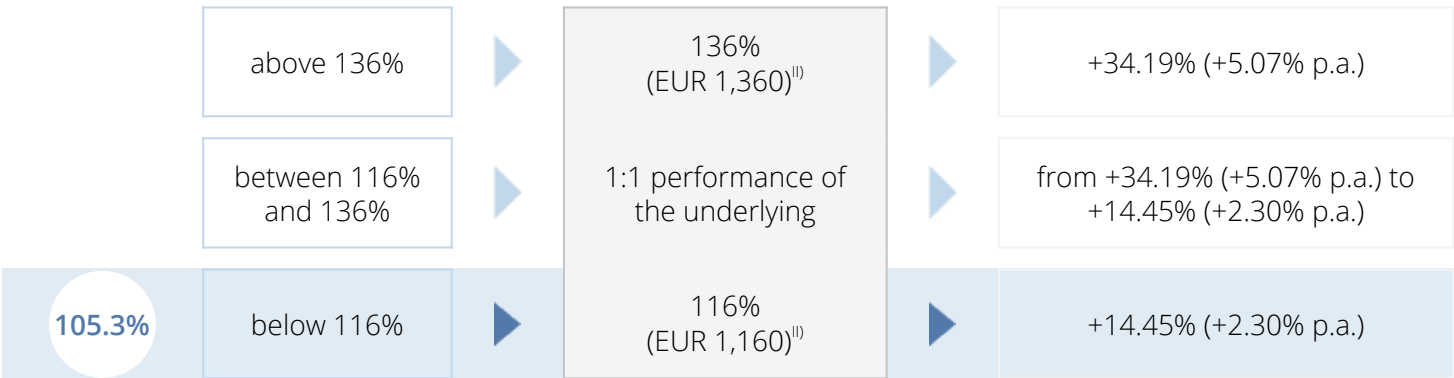 above 136%
136%
(EUR 1,360)II)
+34.19% (+5.07% p.a.)
between 116%
and 136%
1:1 performance of
the underlying
from +34.19% (+5.07% p.a.) to
+14.45% (+2.30% p.a.)
105.3%
below 116%
116%
(EUR 1,160)II)
+14.45% (+2.30% p.a.)